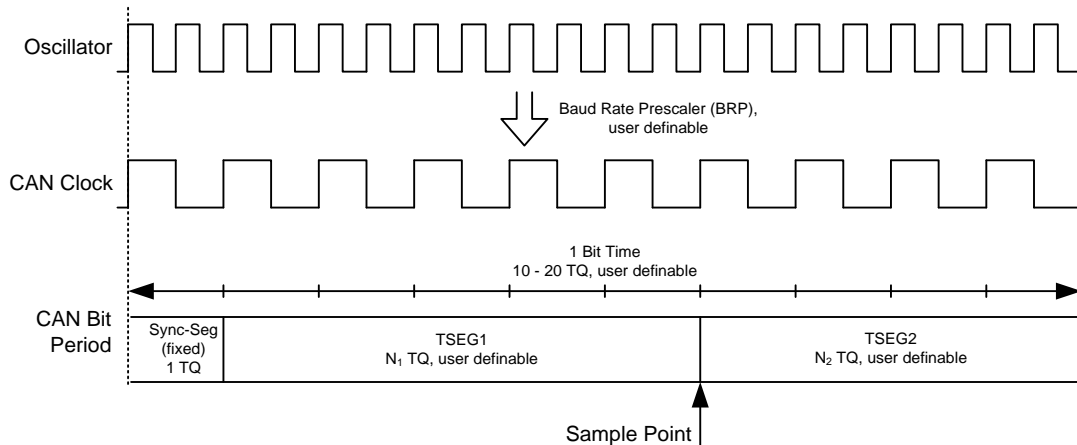 Oscillator
Baud Rate Prescaler (BRP),
user definable
CAN Clock
1 Bit Time
10 - 20 TQ, user definable
CAN Bit
Period
Sync-Seg
(fixed)
1 TQ
TSEG1
N₁ TQ, user definable
TSEG2
N₂ TQ, user definable
Sample Point